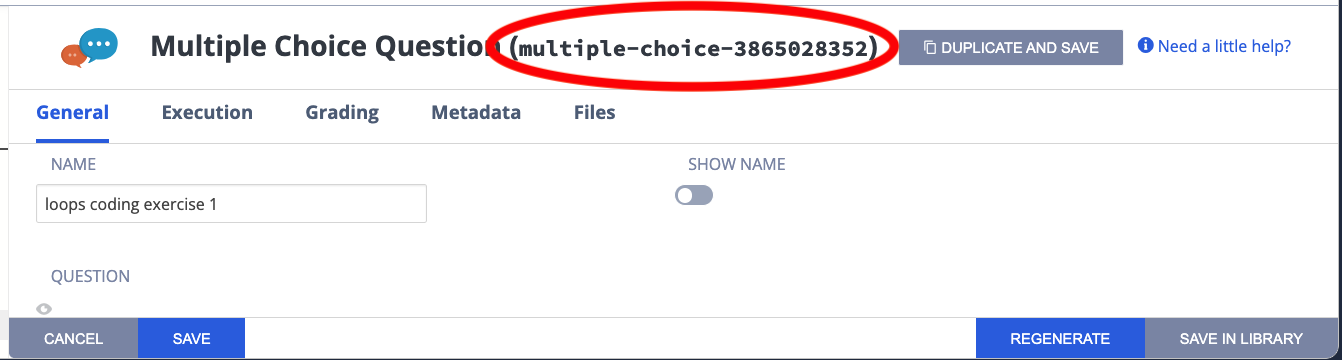 Multiple Choice Question (multiple-choice-3865028352) DUPLICATE AND SAVE Need a little help?
General Execution Grading Metadata Files
NAME SHOW NAME
loops coding exercise 1
QUESTION
CANCEL SAVE REGENERATE SAVE IN LIBRARY